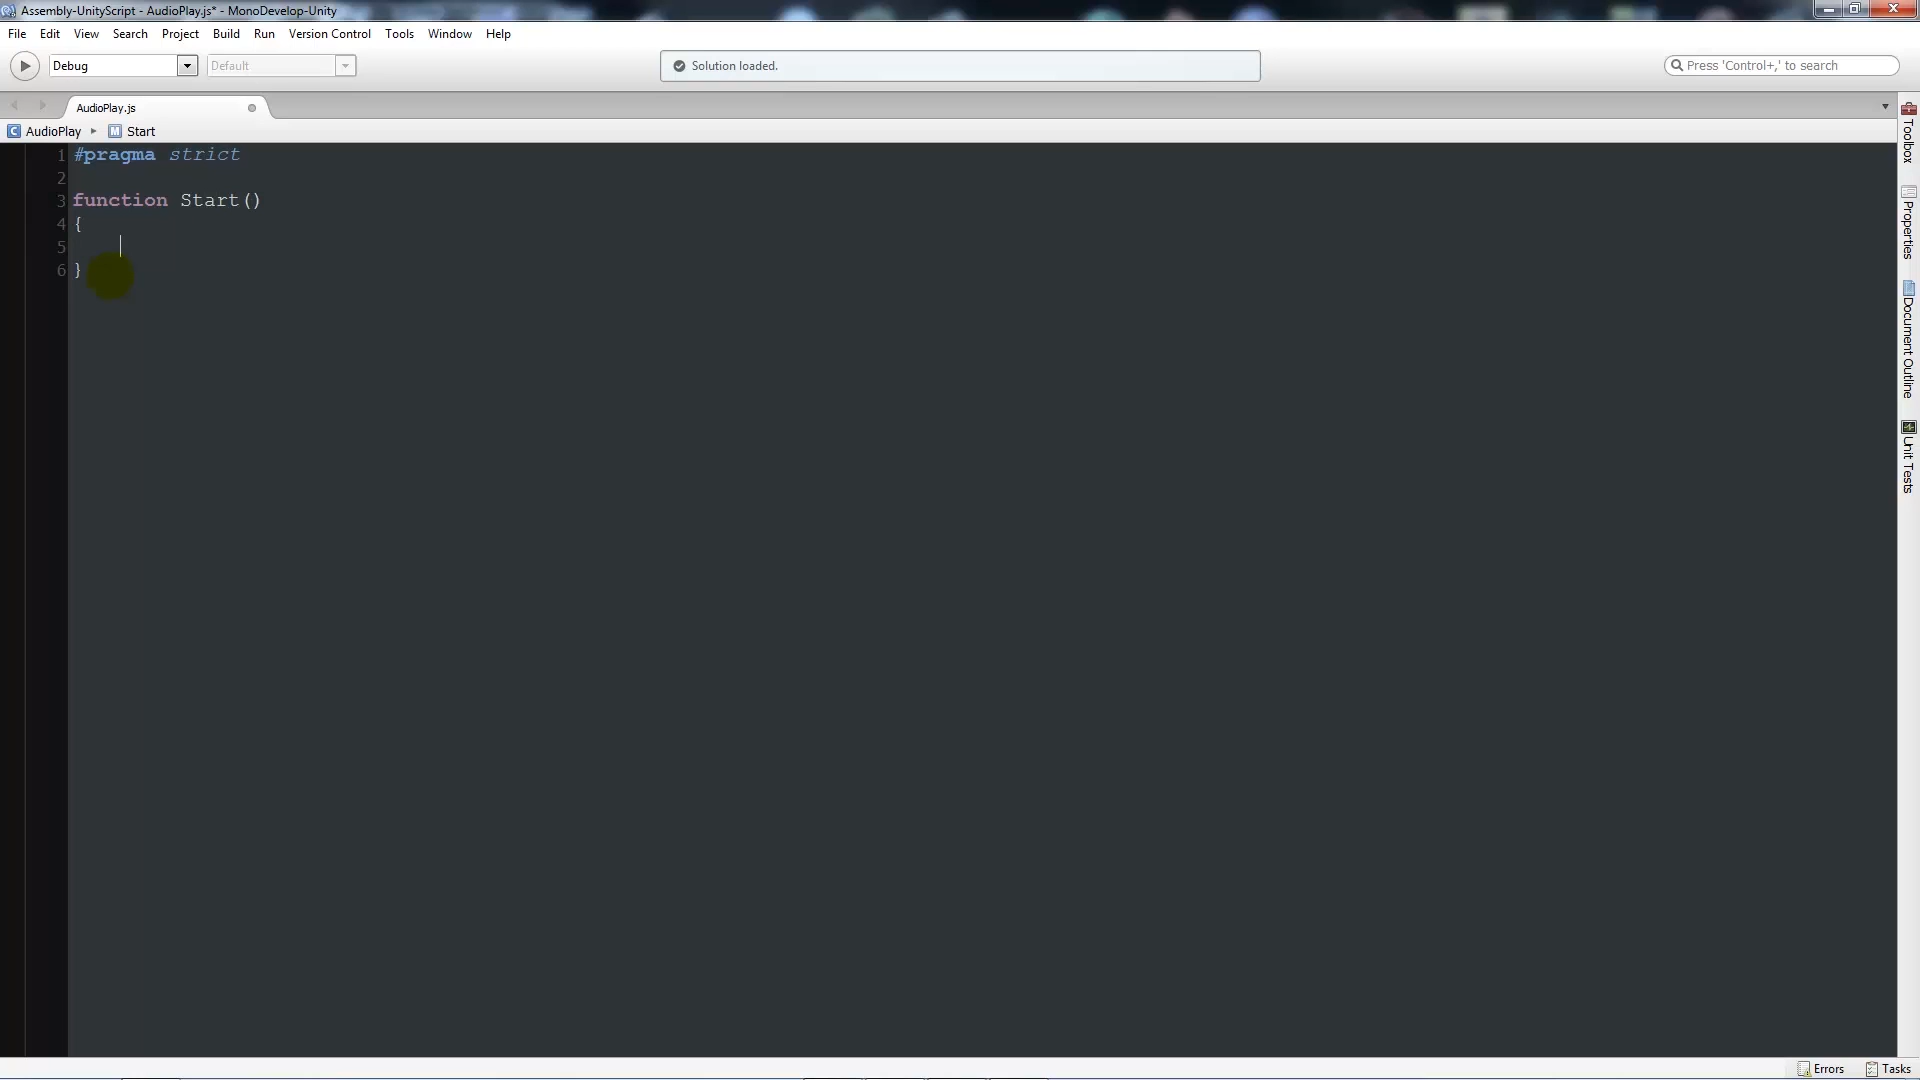 Assembly-UnityScript - AudioPlay.js* - MonoDevelop-Unity
File Edit View Search Project Build Run Version Control Tools Window Help
Debug Default Solution loaded. Press 'Control+,' to search
AudioPlay.js
AudioPlay Start
1 #pragma strict
2
3 function Start()
4 {
5
6 }
Toolbox
Properties
Document Outline
Unit Tests
Errors Tasks